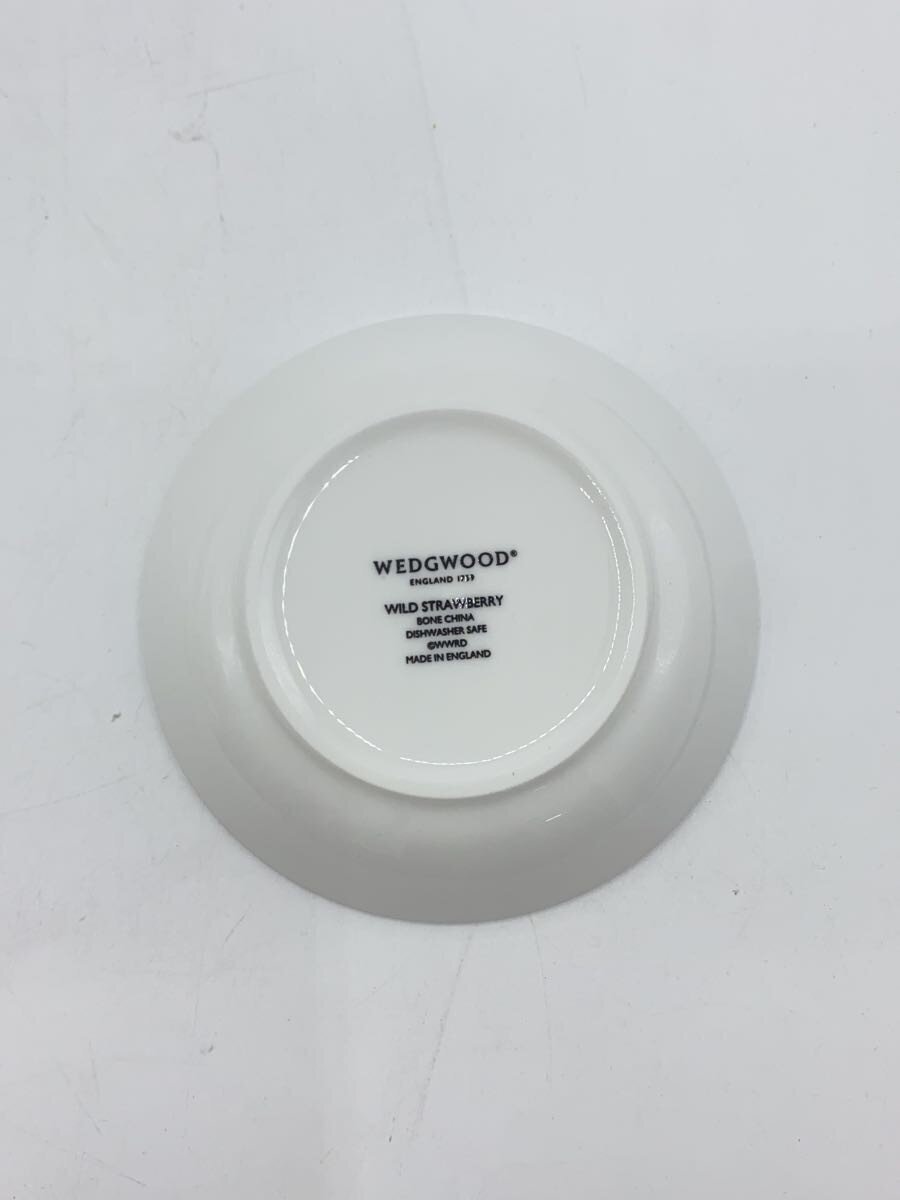 WEDGWOOD®
ENGLAND 1759
WILD STRAWBERRY
BONE CHINA
DISHWASHER SAFE
©WWRD
MADE IN ENGLAND